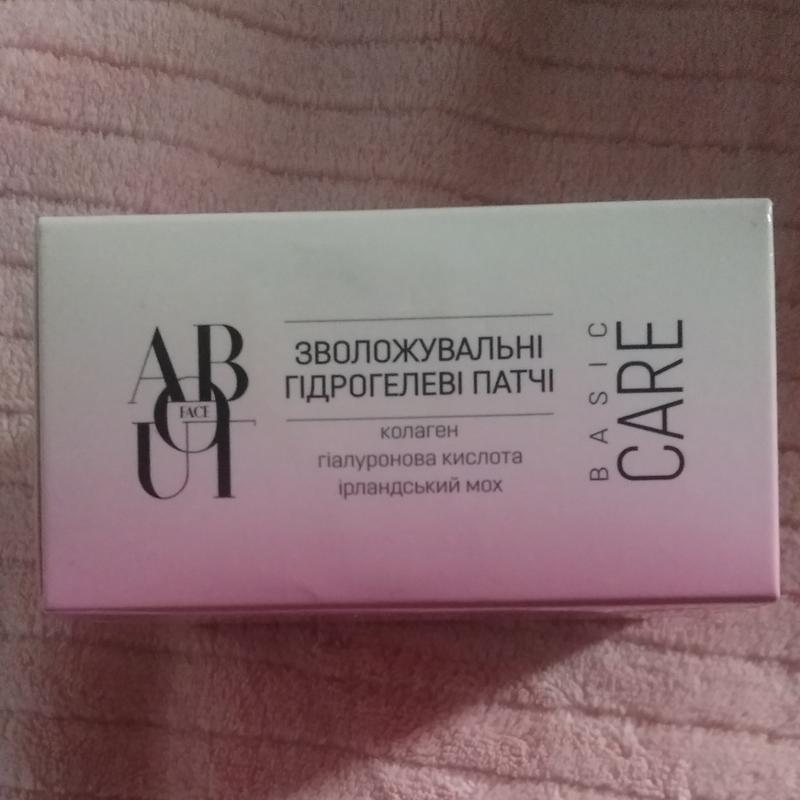 ABOUT
FACE
ЗВОЛОЖУВАЛЬНІ
ГІДРОГЕЛЕВІ ПАТЧІ
колаген
гіалуронова кислота
ірландський мох
BASIC
CARE